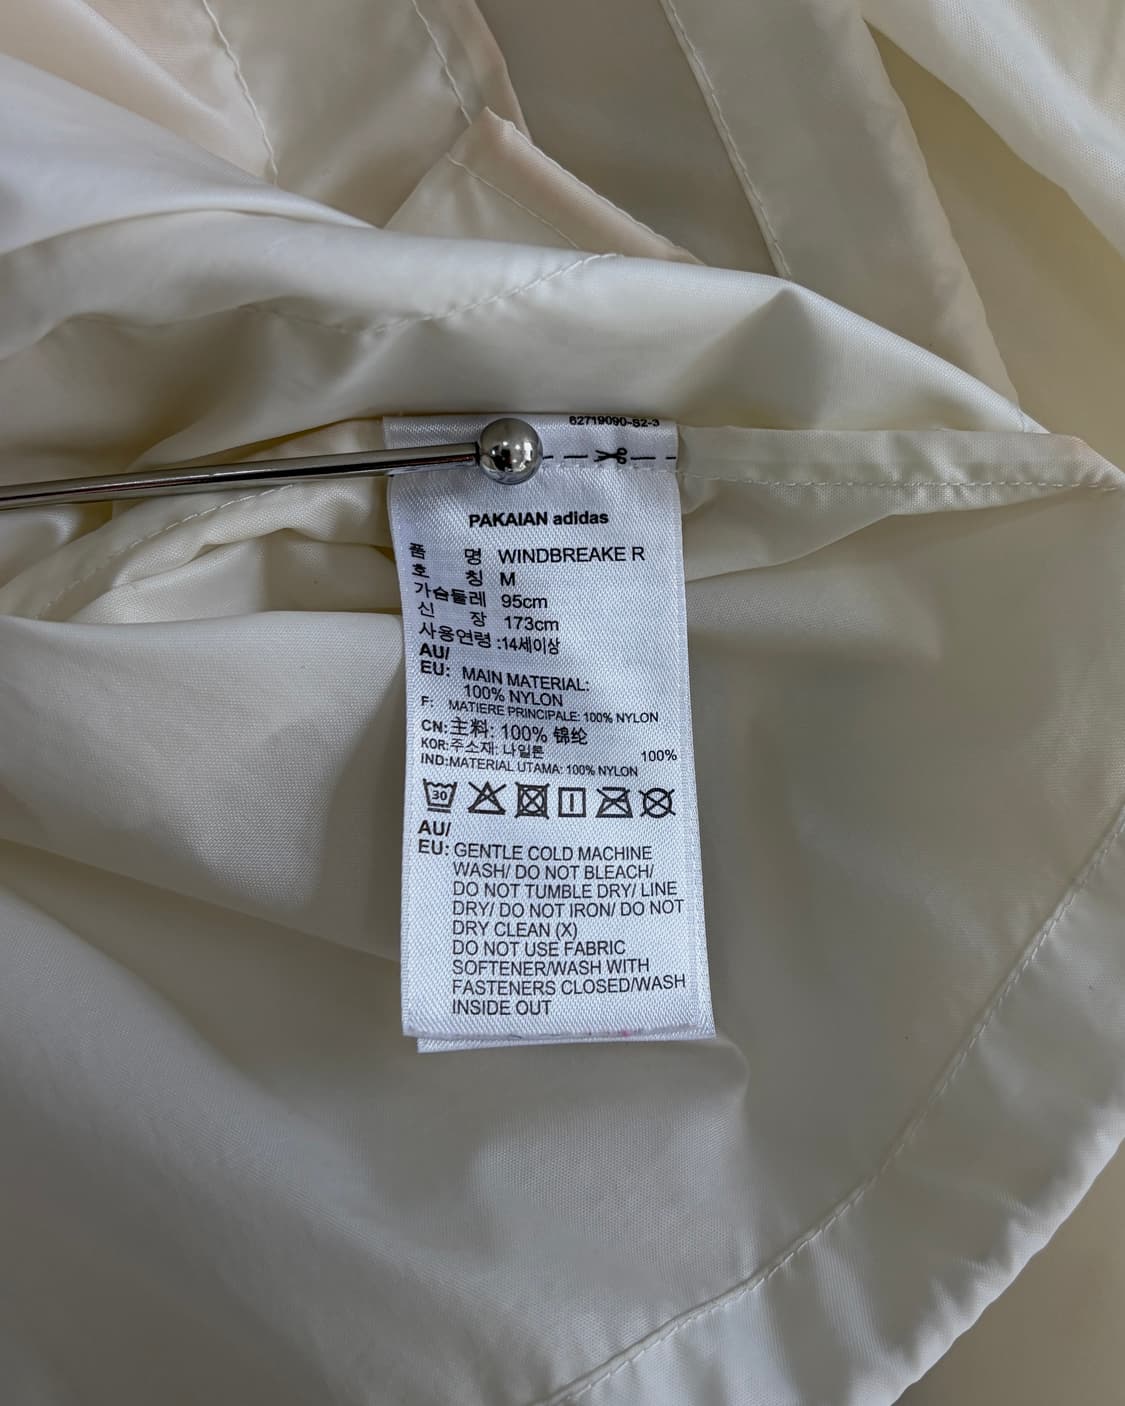 62719090-S2-3
PAKAIAN adidas
품 명 WINDBREAKE R
호 칭 M
가슴둘레 95cm
신 장 173cm
사용연령 :14세이상
AU/
EU: MAIN MATERIAL:
100% NYLON
F: MATIERE PRINCIPALE: 100% NYLON
CN:主料: 100% 锦纶
KOR:주소재: 나일론 100%
IND:MATERIAL UTAMA: 100% NYLON
30
AU/
EU: GENTLE COLD MACHINE
WASH/ DO NOT BLEACH/
DO NOT TUMBLE DRY/ LINE
DRY/ DO NOT IRON/ DO NOT
DRY CLEAN (X)
DO NOT USE FABRIC
SOFTENER/WASH WITH
FASTENERS CLOSED/WASH
INSIDE OUT